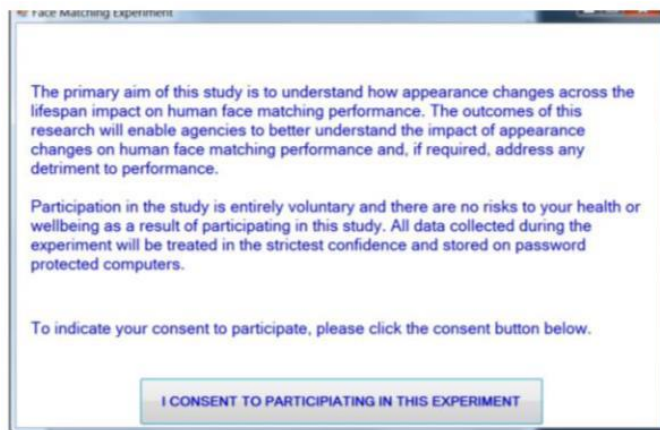 Face Matching Experiment
The primary aim of this study is to understand how appearance changes across the
lifespan impact on human face matching performance. The outcomes of this
research will enable agencies to better understand the impact of appearance
changes on human face matching performance and, if required, address any
detriment to performance.
Participation in the study is entirely voluntary and there are no risks to your health or
wellbeing as a result of participating in this study. All data collected during the
experiment will be treated in the strictest confidence and stored on password
protected computers.
To indicate your consent to participate, please click the consent button below.
I CONSENT TO PARTICIPIATING IN THIS EXPERIMENT